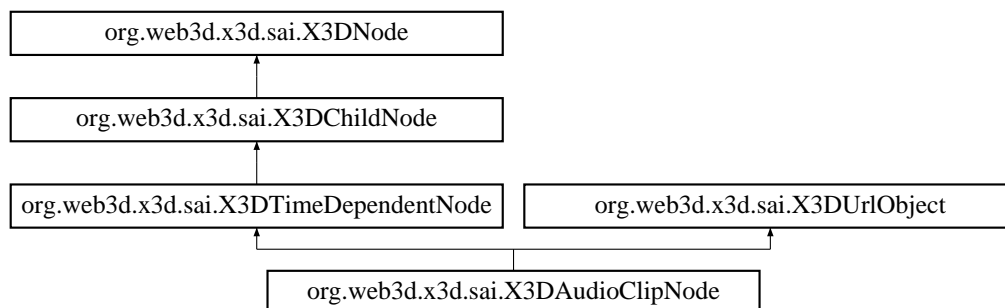 org.web3d.x3d.sai.X3DNode
org.web3d.x3d.sai.X3DChildNode
org.web3d.x3d.sai.X3DTimeDependentNode
org.web3d.x3d.sai.X3DUrlObject
org.web3d.x3d.sai.X3DAudioClipNode